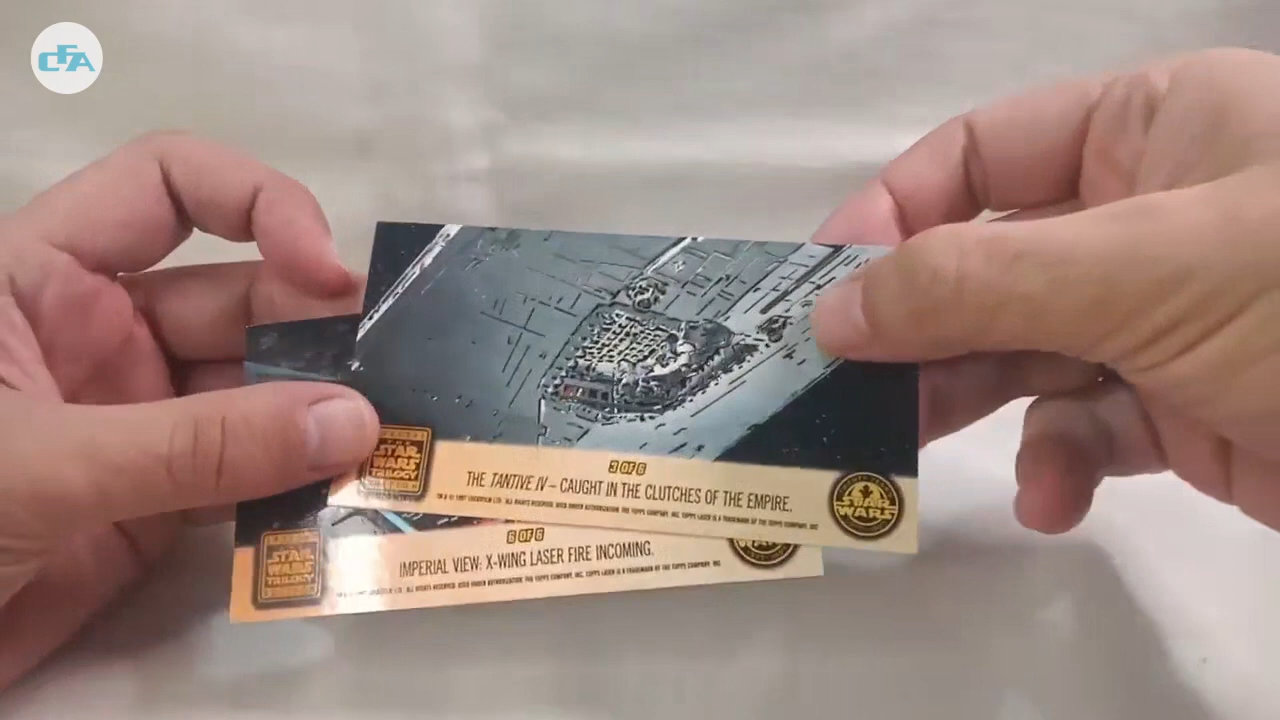 CFA
3 OF 6
THE TANTIVE IV – CAUGHT IN THE CLUTCHES OF THE EMPIRE.
STAR
WARS
TRILOGY
STAR
WARS
6 OF 6
IMPERIAL VIEW: X-WING LASER FIRE INCOMING.
STAR
WARS
TRILOGY